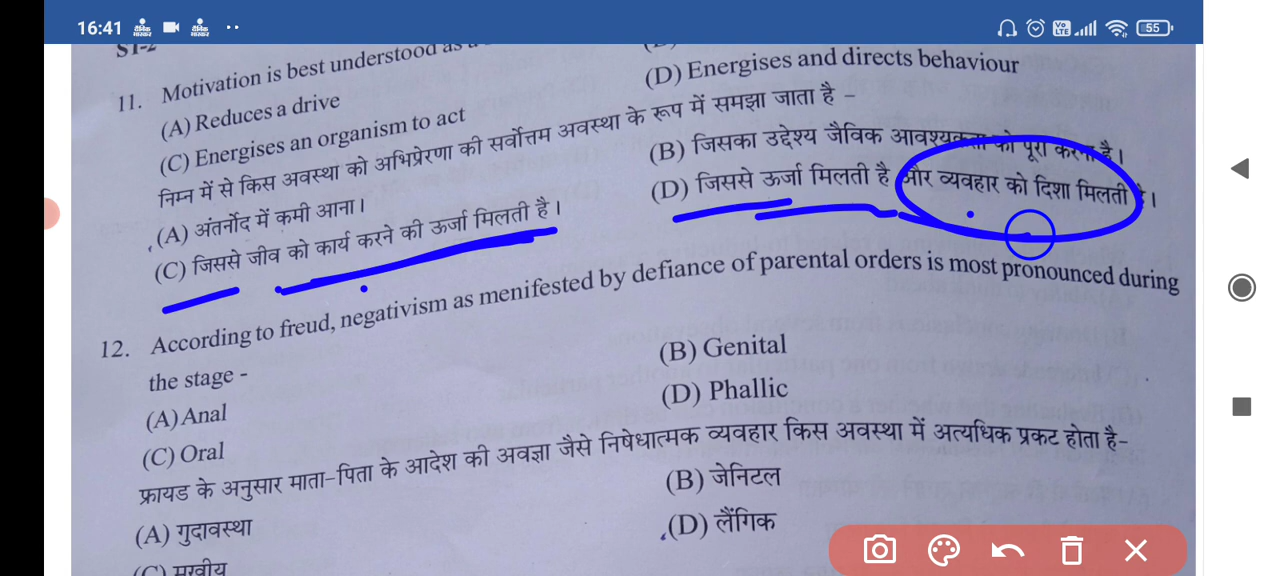 16:41
55
S1-2
11. Motivation is best understood as
(A) Reduces a drive
(C) Energises an organism to act
(D) Energises and directs behaviour
निम्न में से किस अवस्था को अभिप्रेरणा की सर्वोत्तम अवस्था के रूप में समझा जाता है –
(A) अंतर्नोद में कमी आना।
(B) जिसका उद्देश्य जैविक आवश्यकता को पूरा करना है।
(C) जिससे जीव को कार्य करने की ऊर्जा मिलती है।
(D) जिससे ऊर्जा मिलती है और व्यवहार को दिशा मिलती है।
12. According to freud, negativism as menifested by defiance of parental orders is most pronounced during
the stage -
(A) Anal
(B) Genital
(C) Oral
(D) Phallic
फ्रायड के अनुसार माता-पिता के आदेश की अवज्ञा जैसे निषेधात्मक व्यवहार किस अवस्था में अत्यधिक प्रकट होता है-
(A) गुदावस्था
(B) जेनिटल
(C) मुखीय
(D) लैंगिक